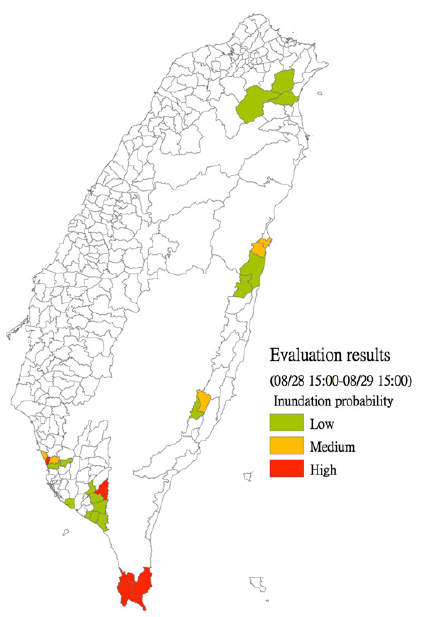 Evaluation results
(08/28 15:00-08/29 15:00)
Inundation probability
Low
Medium
High